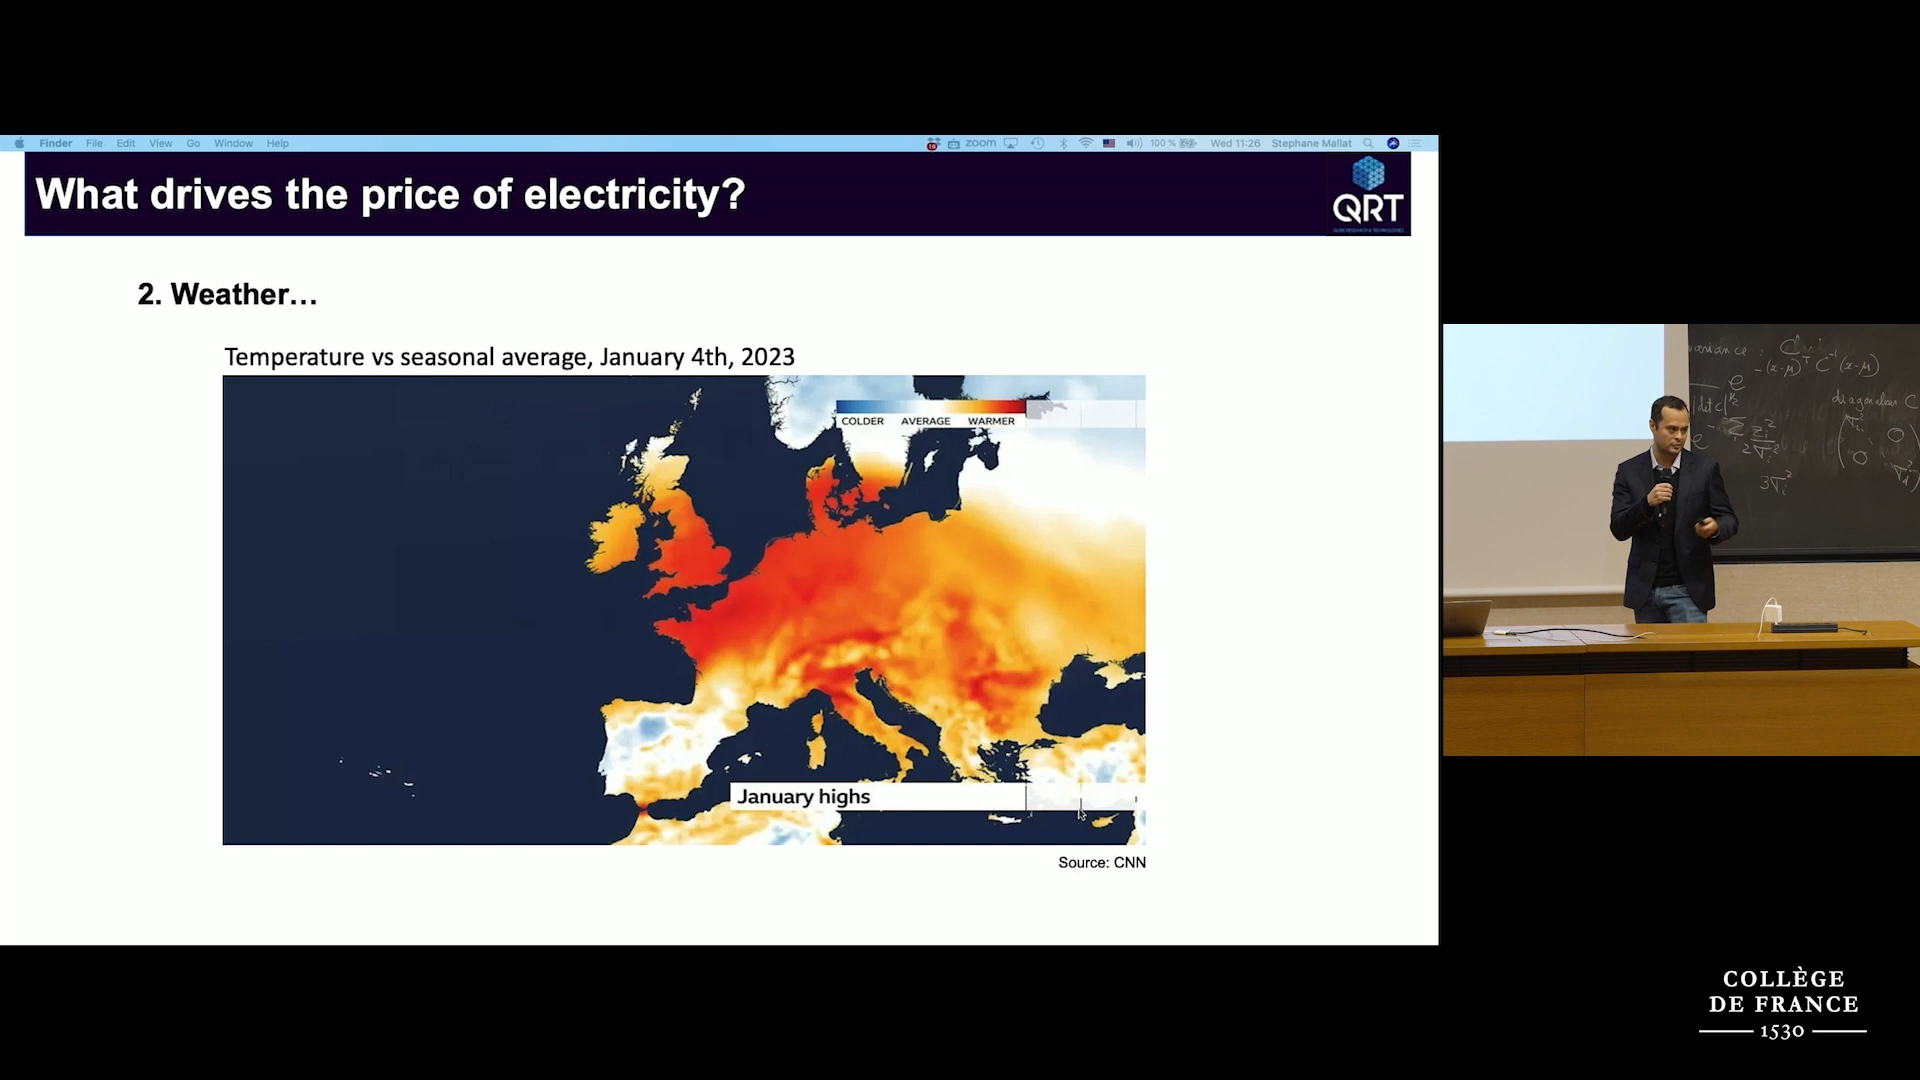 Finder File Edit View Go Window Help zoom 100 % Wed 11:26 Stephane Mallat
What drives the price of electricity?
QRT
2. Weather...
Temperature vs seasonal average, January 4th, 2023
COLDER AVERAGE WARMER
January highs
Source: CNN
COLLÈGE
DE FRANCE
1530